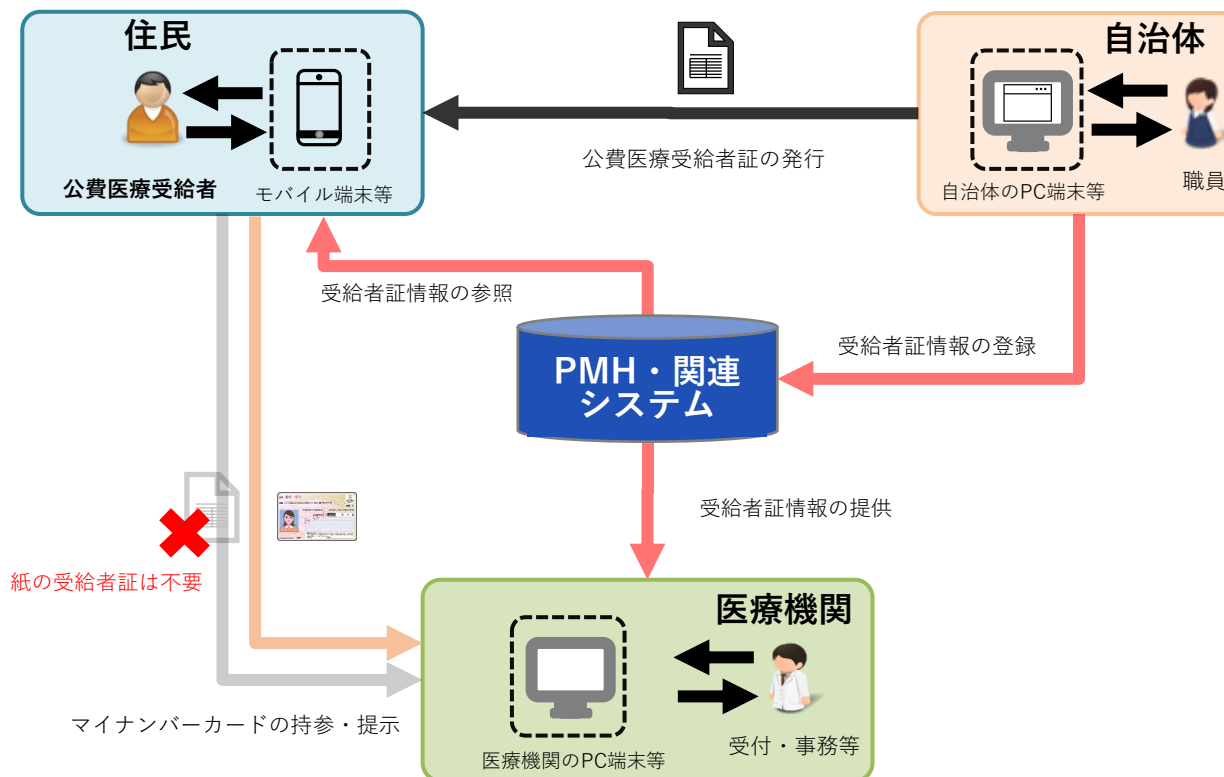 住民
公費医療受給者
モバイル端末等
公費医療受給者証の発行
自治体
自治体のPC端末等
職員
受給者証情報の参照
受給者証情報の登録
PMH・関連
システム
受給者証情報の提供
紙の受給者証は不要
マイナンバーカードの持参・提示
医療機関
医療機関のPC端末等
受付・事務等